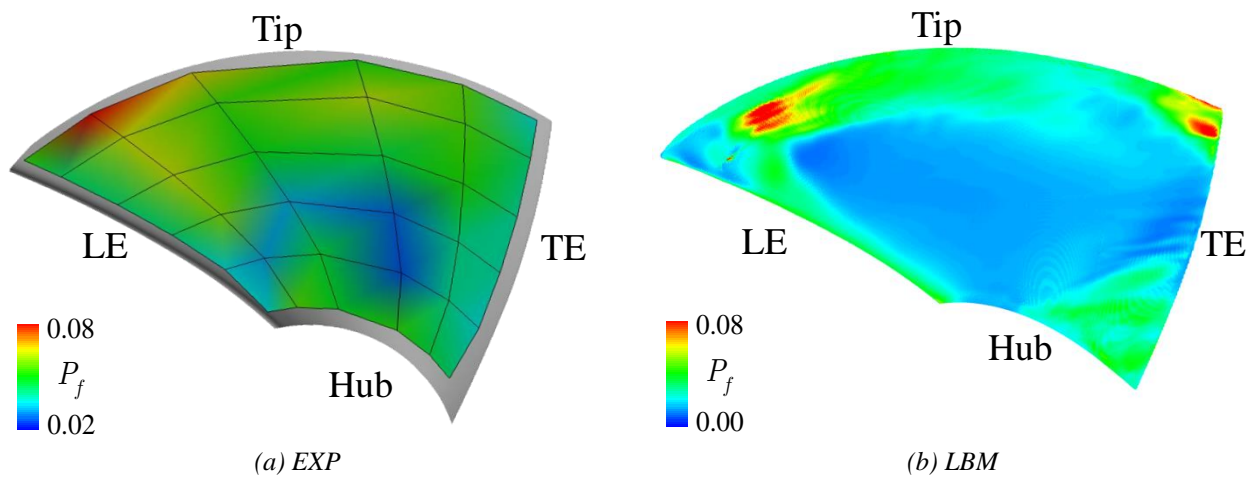 Tip
LE
TE
Hub
0.08
P_f
0.02
(a) EXP
Tip
LE
TE
Hub
0.08
P_f
0.00
(b) LBM